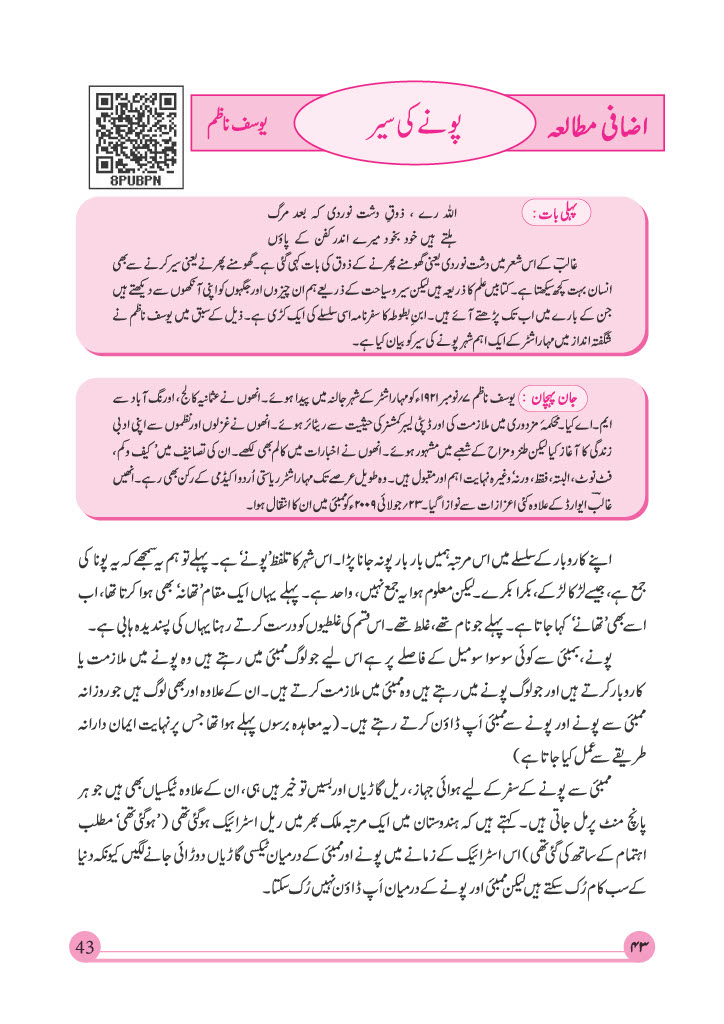 اضافی مطالعہ
پونے کی سیر
یوسف ناظم
8PUBPN
پہلی بات :
اللہ رے ، ذوقِ دشت نوردی کہ بعد مرگ
ہلتے ہیں خود بخود میرے اندر کفن کے پاؤں
غالبؔ کے اس شعر میں دشت نوردی یعنی گھومنے پھرنے کے ذوق کی بات کہی گئی ہے۔ گھومنے پھرنے یعنی سیر کرنے سے بھی
انسان بہت کچھ سیکھتا ہے۔ کتابیں علم کا ذریعہ ہیں لیکن سیر و سیاحت کے ذریعے ہم ان چیزوں اور جگہوں کو اپنی آنکھوں سے دیکھتے ہیں
جن کے بارے میں اب تک پڑھتے آئے ہیں۔ ابنِ بطوطہ کا سفر نامہ اسی سلسلے کی ایک کڑی ہے۔ ذیل کے سبق میں یوسف ناظم نے
شگفتہ انداز میں مہاراشٹر کے ایک اہم شہر پونے کی سیر کو بیان کیا ہے۔
جان پہچان : یوسف ناظم ۷؍نومبر ۱۹۲۱ء کو مہاراشٹر کے شہر جالنہ میں پیدا ہوئے۔ انھوں نے عثمانیہ کالج، اورنگ آباد سے
ایم۔اے کیا۔ محکمۂ مزدوری میں ملازمت کی اور ڈپٹی لیبر کمشنر کی حیثیت سے ریٹائر ہوئے۔ انھوں نے غزلوں اور نظموں سے اپنی ادبی
زندگی کا آغاز کیا لیکن طنز و مزاح کے شعبے میں مشہور ہوئے۔ انھوں نے اخبارات میں کالم بھی لکھے۔ ان کی تصانیف میں ’کیف و کم،
فٹ نوٹ، البتہ، فقط، ورنہ‘ وغیرہ نہایت اہم اور مقبول ہیں۔ وہ طویل عرصے تک مہاراشٹر ریاستی اُردو اکیڈمی کے رکن بھی رہے۔ انھیں
غالبؔ ایوارڈ کے علاوہ کئی اعزازات سے نوازا گیا۔ ۲۳؍جولائی ۲۰۰۹ء کو ممبئی میں ان کا انتقال ہوا۔
اپنے کاروبار کے سلسلے میں اس مرتبہ ہمیں بار بار پونہ جانا پڑا۔ اس شہر کا تلفظ ’پونے‘ ہے۔ پہلے تو ہم یہ سمجھے کہ یہ پونا کی
جمع ہے، جیسے لڑکا لڑکے، بکرا بکرے۔ لیکن معلوم ہوا یہ جمع نہیں، واحد ہے۔ پہلے یہاں ایک مقام ’تھانہ‘ بھی ہوا کرتا تھا، اب
اسے بھی ’تھانے‘ کہا جاتا ہے۔ پہلے جو نام تھے، غلط تھے۔ اس قسم کی غلطیوں کو درست کرتے رہنا یہاں کی پسندیدہ ہابی ہے۔
پونے، بمبئی سے کوئی سو سوا سو میل کے فاصلے پر ہے اس لیے جو لوگ ممبئی میں رہتے ہیں وہ پونے میں ملازمت یا
کاروبار کرتے ہیں اور جو لوگ پونے میں رہتے ہیں وہ ممبئی میں ملازمت کرتے ہیں۔ ان کے علاوہ اور بھی لوگ ہیں جو روزانہ
ممبئی سے پونے اور پونے سے ممبئی اَپ ڈاؤن کرتے رہتے ہیں۔ (یہ معاہدہ برسوں پہلے ہوا تھا جس پر نہایت ایمان دارانہ
طریقے سے عمل کیا جاتا ہے)
ممبئی سے پونے کے سفر کے لیے ہوائی جہاز، ریل گاڑیاں اور بسیں تو خیر ہیں ہی، ان کے علاوہ ٹیکسیاں بھی ہیں جو ہر
پانچ منٹ پر مل جاتی ہیں۔ کہتے ہیں کہ ہندوستان میں ایک مرتبہ ملک بھر میں ریل اسٹرائیک ہوگئی تھی (’ہوگئی تھی‘ مطلب
اہتمام کے ساتھ کی گئی تھی) اس اسٹرائیک کے زمانے میں پونے اور ممبئی کے درمیان ٹیکسی گاڑیاں دوڑائی جانے لگیں کیونکہ دنیا
کے سب کام رُک سکتے ہیں لیکن ممبئی اور پونے کے درمیان اَپ ڈاؤن نہیں رُک سکتا۔
۴۳
43